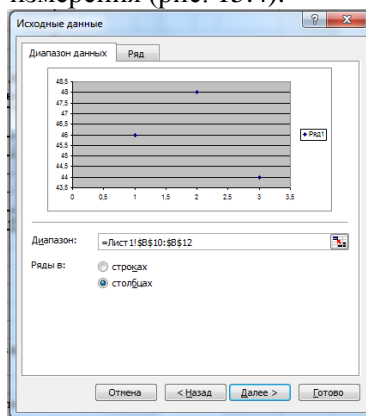 измерения (рис. 13.4).
Исходные данные
Диапазон данных Ряд
48,5
48
47,5
47
46,5
46
45,5
45
44,5
44
43,5
0 0,5 1 1,5 2 2,5 3 3,5
Ряд1
Диапазон: =Лист1!$B$10:$B$12
Ряды в: строках
столбцах
Отмена < Назад Далее > Готово